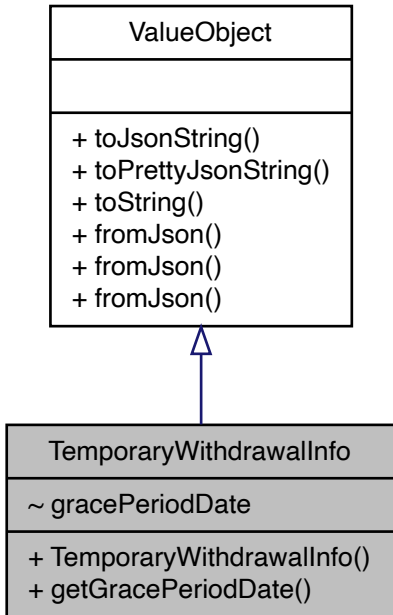 ValueObject
+ toJsonString()
+ toPrettyJsonString()
+ toString()
+ fromJson()
+ fromJson()
+ fromJson()
TemporaryWithdrawalInfo
~ gracePeriodDate
+ TemporaryWithdrawalInfo()
+ getGracePeriodDate()